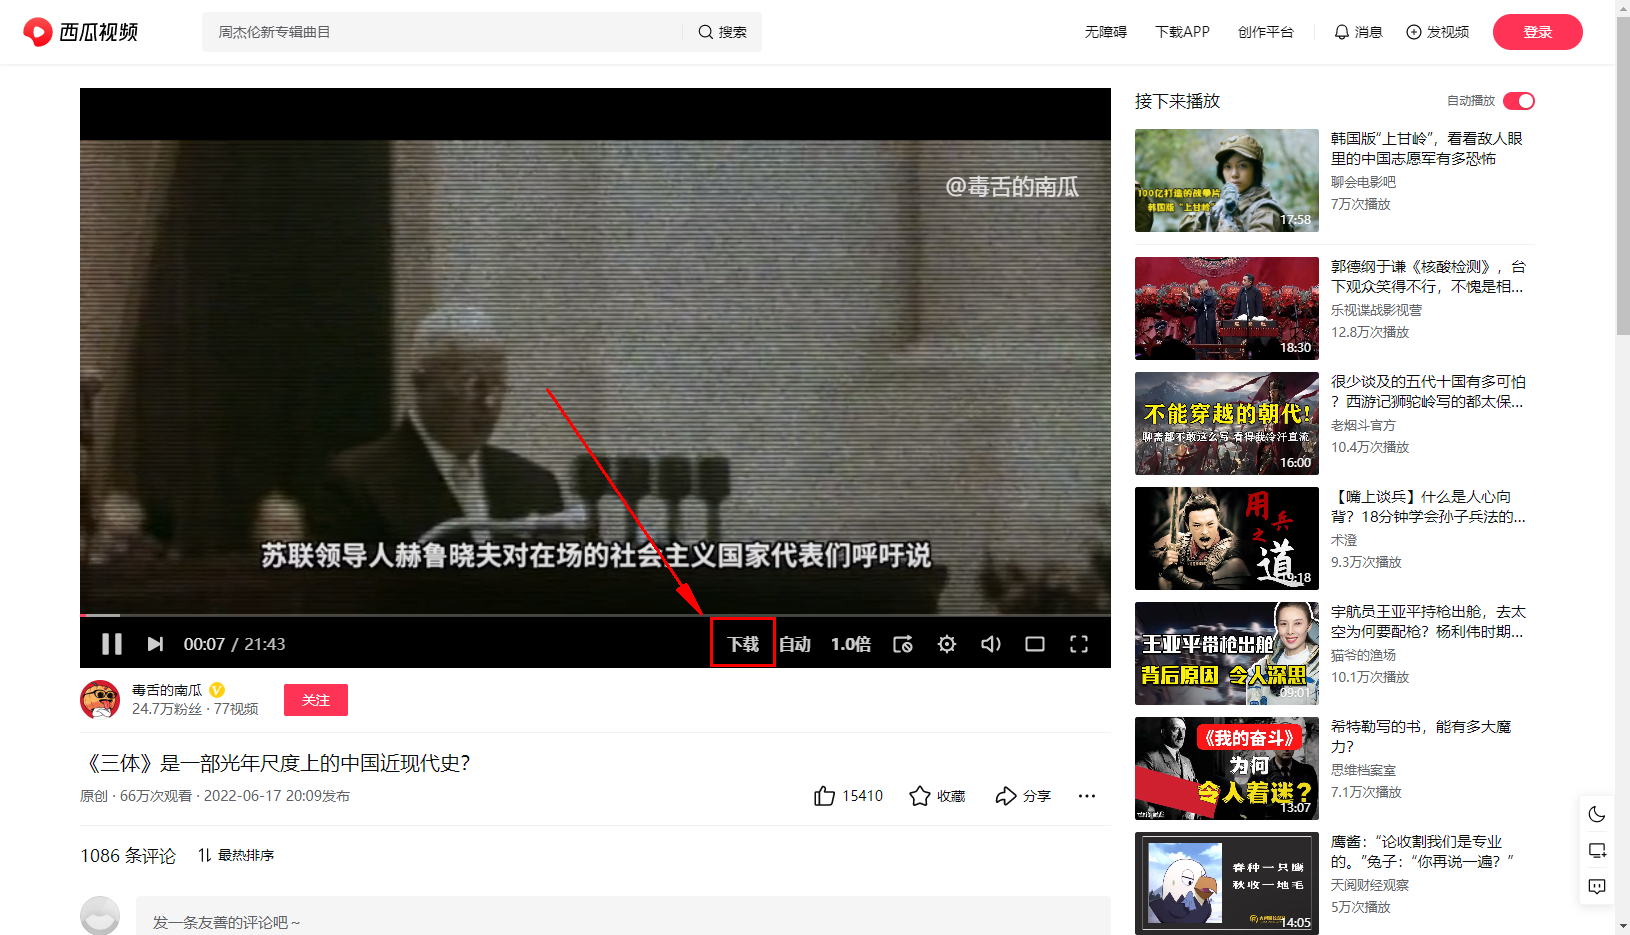 西瓜视频
周杰伦新专辑曲目
搜索
无障碍
下载APP
创作平台
消息
发视频
登录
@毒舌的南瓜
苏联领导人赫鲁晓夫对在场的社会主义国家代表们呼吁说
00:07 / 21:43
下载
自动
1.0倍
毒舌的南瓜
24.7万粉丝 · 77视频
关注
《三体》是一部光年尺度上的中国近现代史？
原创 · 66万次观看 · 2022-06-17 20:09发布
15410
收藏
分享
1086 条评论
最热排序
发一条友善的评论吧～
接下来播放
自动播放
100亿打造的战争片
韩国版“上甘岭”
17:58
韩国版“上甘岭”，看看敌人眼
里的中国志愿军有多恐怖
聊会电影吧
7万次播放
18:30
郭德纲于谦《核酸检测》，台
下观众笑得不行，不愧是相...
乐视谍战影视营
12.8万次播放
不能穿越的朝代！
聊斋都不敢这么写 看得我冷汗直流
16:00
很少谈及的五代十国有多可怕
？西游记狮驼岭写的都太保...
老烟斗官方
10.4万次播放
用兵之道
19:18
【嘴上谈兵】什么是人心向
背？18分钟学会孙子兵法的...
术澄
9.3万次播放
王亚平带枪出舱
背后原因 令人深思
09:01
宇航员王亚平持枪出舱，去太
空为何要配枪？杨利伟时期...
猫爷的渔场
10.1万次播放
《我的奋斗》
为何
令人着迷？
13:07
希特勒写的书，能有多大魔
力？
思维档案室
7.1万次播放
春种一只鹰
秋收一地毛
14:05
鹰酱：“论收割我们是专业
的。”兔子：“你再说一遍？”
天阅财经观察
5万次播放